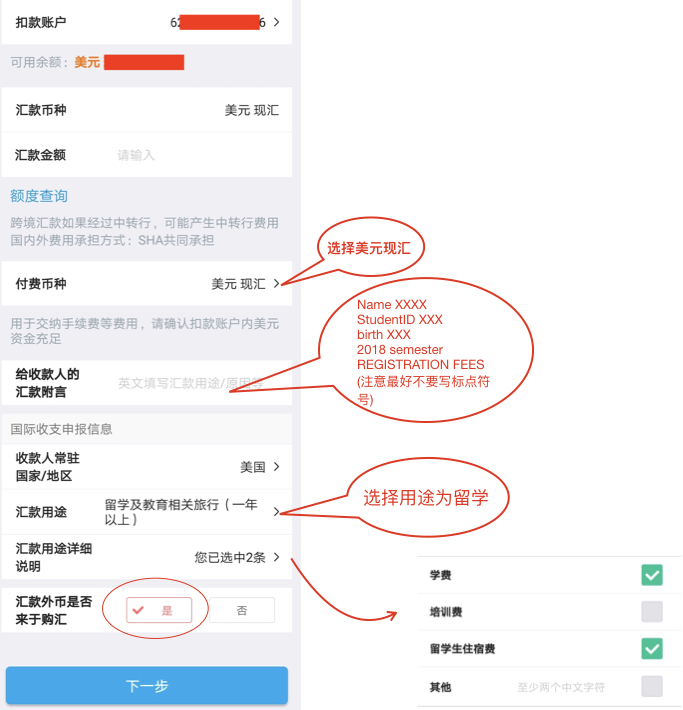 扣款账户
62 6
可用余额：美元
汇款币种
美元 现汇
汇款金额
请输入
额度查询
跨境汇款如果经过中转行，可能产生中转行费用
国内外费用承担方式：SHA共同承担
选择美元现汇
付费币种
美元 现汇
用于交纳手续费等费用，请确认扣款账户内美元
资金充足
Name XXXX
StudentID XXX
birth XXX
2018 semester
REGISTRATION FEES
(注意最好不要写标点符
号)
给收款人的
汇款附言
英文填写汇款用途/原因等
国际收支申报信息
收款人常驻
国家/地区
美国
汇款用途
留学及教育相关旅行（一年
以上）
选择用途为留学
汇款用途详细
说明
您已选中2条
汇款外币是否
来于购汇
是
否
下一步
学费
培训费
留学生住宿费
其他
至少两个中文字符